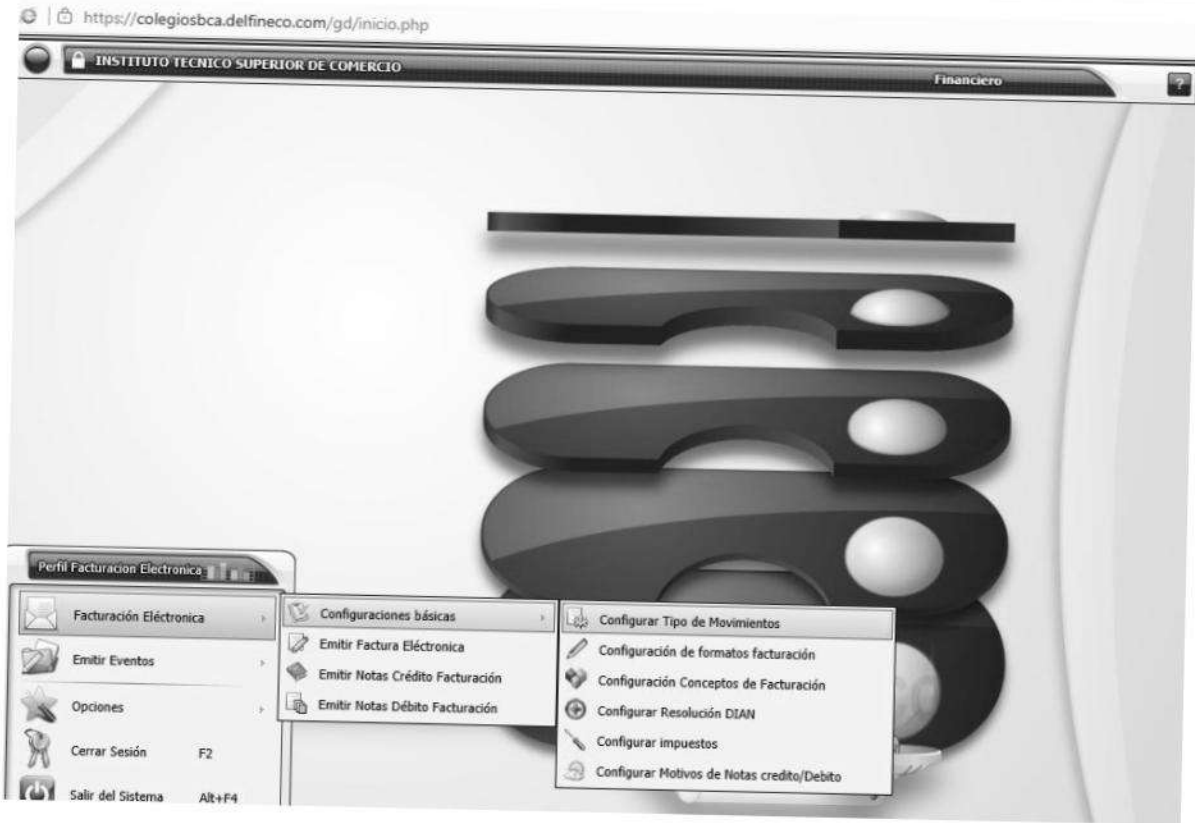 https://colegiosbca.delfineco.com/gd/inicio.php
INSTITUTO TECNICO SUPERIOR DE COMERCIO
Financiero
?
Perfil Facturacion Electronica
Facturación Eléctronica
Emitir Eventos
Opciones
Cerrar Sesión F2
Salir del Sistema Alt+F4
Configuraciones básicas
Emitir Factura Eléctronica
Emitir Notas Crédito Facturación
Emitir Notas Débito Facturación
Configurar Tipo de Movimientos
Configuración de formatos facturación
Configuración Conceptos de Facturación
Configurar Resolución DIAN
Configurar impuestos
Configurar Motivos de Notas credito/Debito